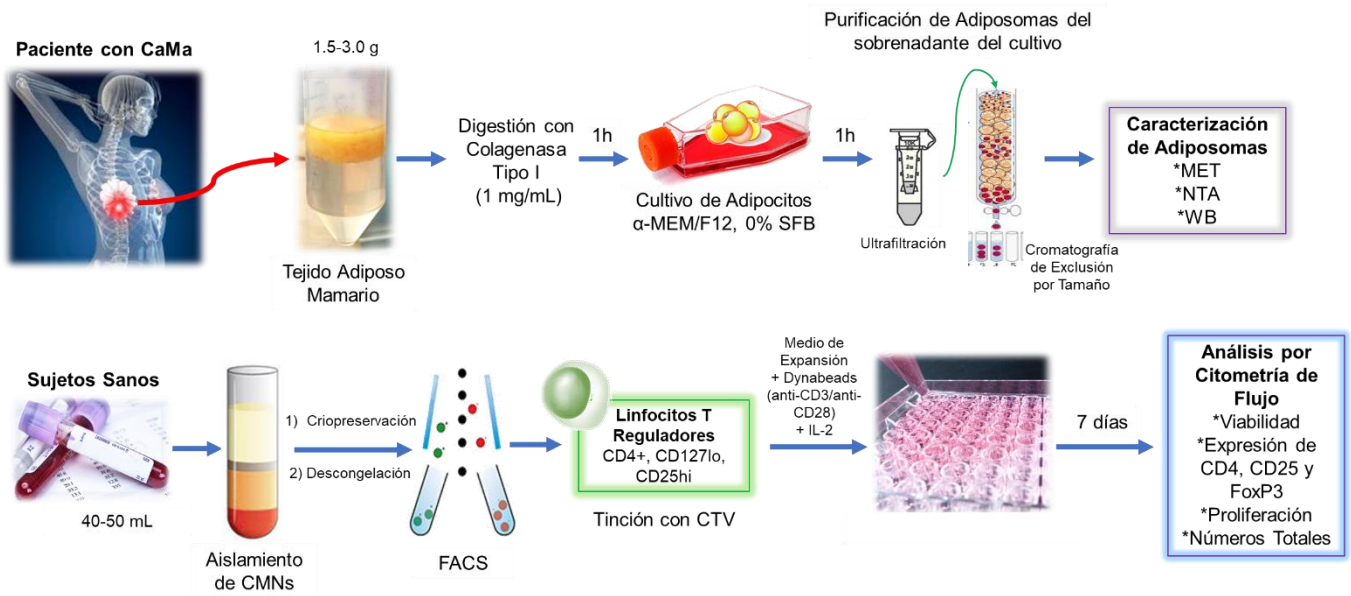 Paciente con CaMa
1.5-3.0 g
Tejido Adiposo
Mamario
Digestión con
Colagenasa
Tipo I
(1 mg/mL)
1h
Cultivo de Adipocitos
α-MEM/F12, 0% SFB
1h
Purificación de Adiposomas del
sobrenadante del cultivo
Ultrafiltración
Cromatografía
de Exclusión
por Tamaño
Caracterización
de Adiposomas
*MET
*NTA
*WB
Sujetos Sanos
40-50 mL
Aislamiento
de CMNs
1) Criopreservación
2) Descongelación
FACS
Linfocitos T
Reguladores
CD4+, CD127lo,
CD25hi
Tinción con CTV
Medio de
Expansión
+ Dynabeads
(anti-CD3/anti-
CD28)
+ IL-2
7 días
Análisis por
Citometría de
Flujo
*Viabilidad
*Expresión de
CD4, CD25 y
FoxP3
*Proliferación
*Números Totales